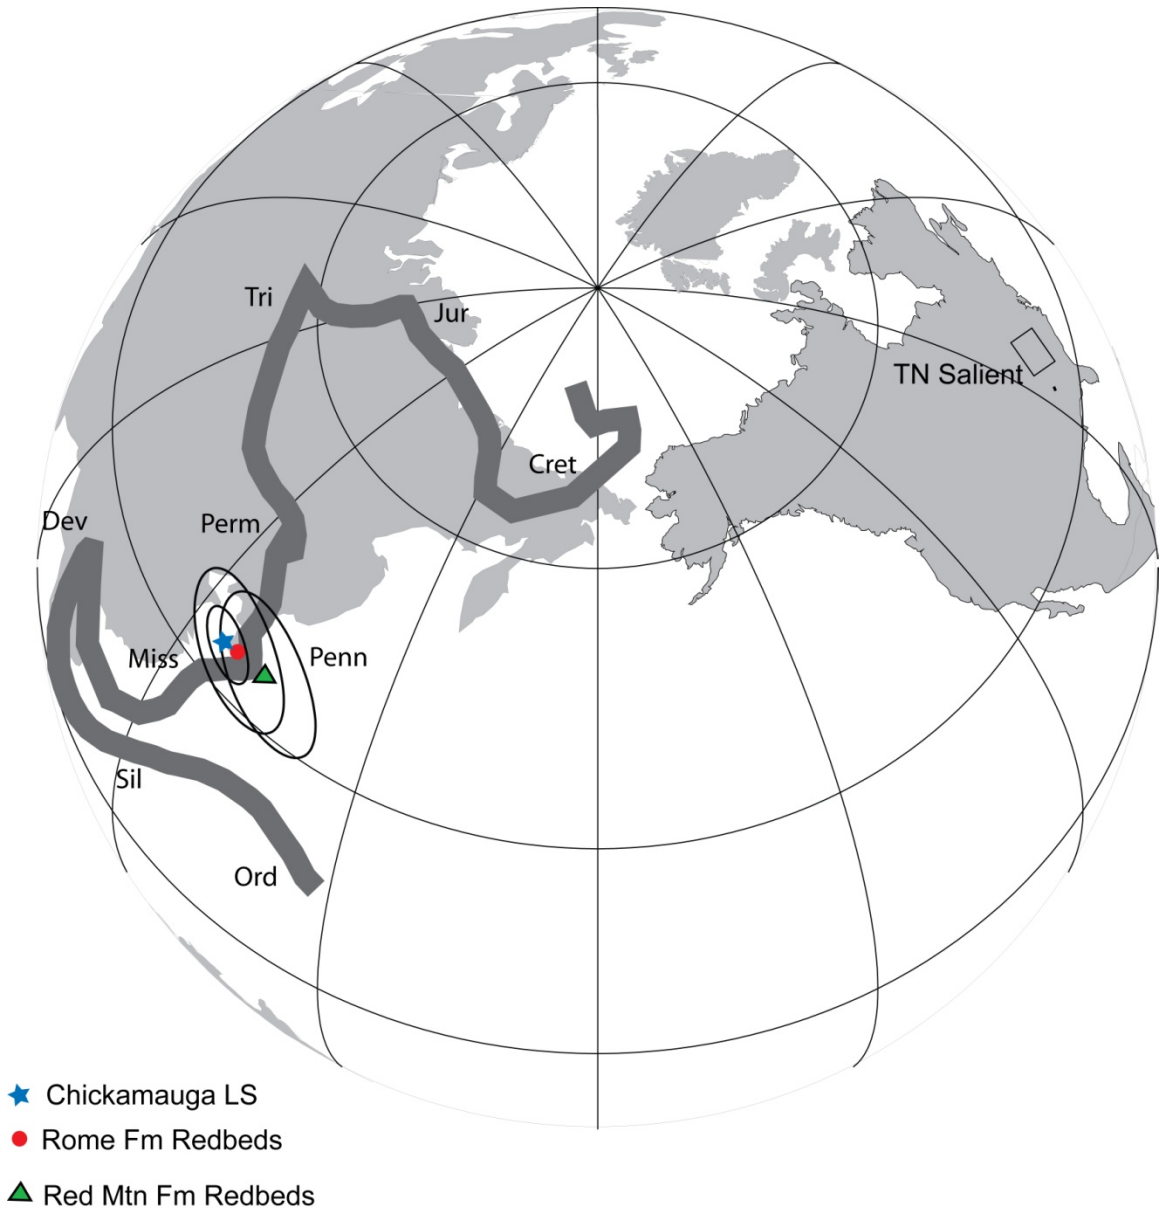 Tri
Jur
TN Salient
Cret
Dev
Perm
Miss
Penn
Sil
Ord
Chickamauga LS
Rome Fm Redbeds
Red Mtn Fm Redbeds